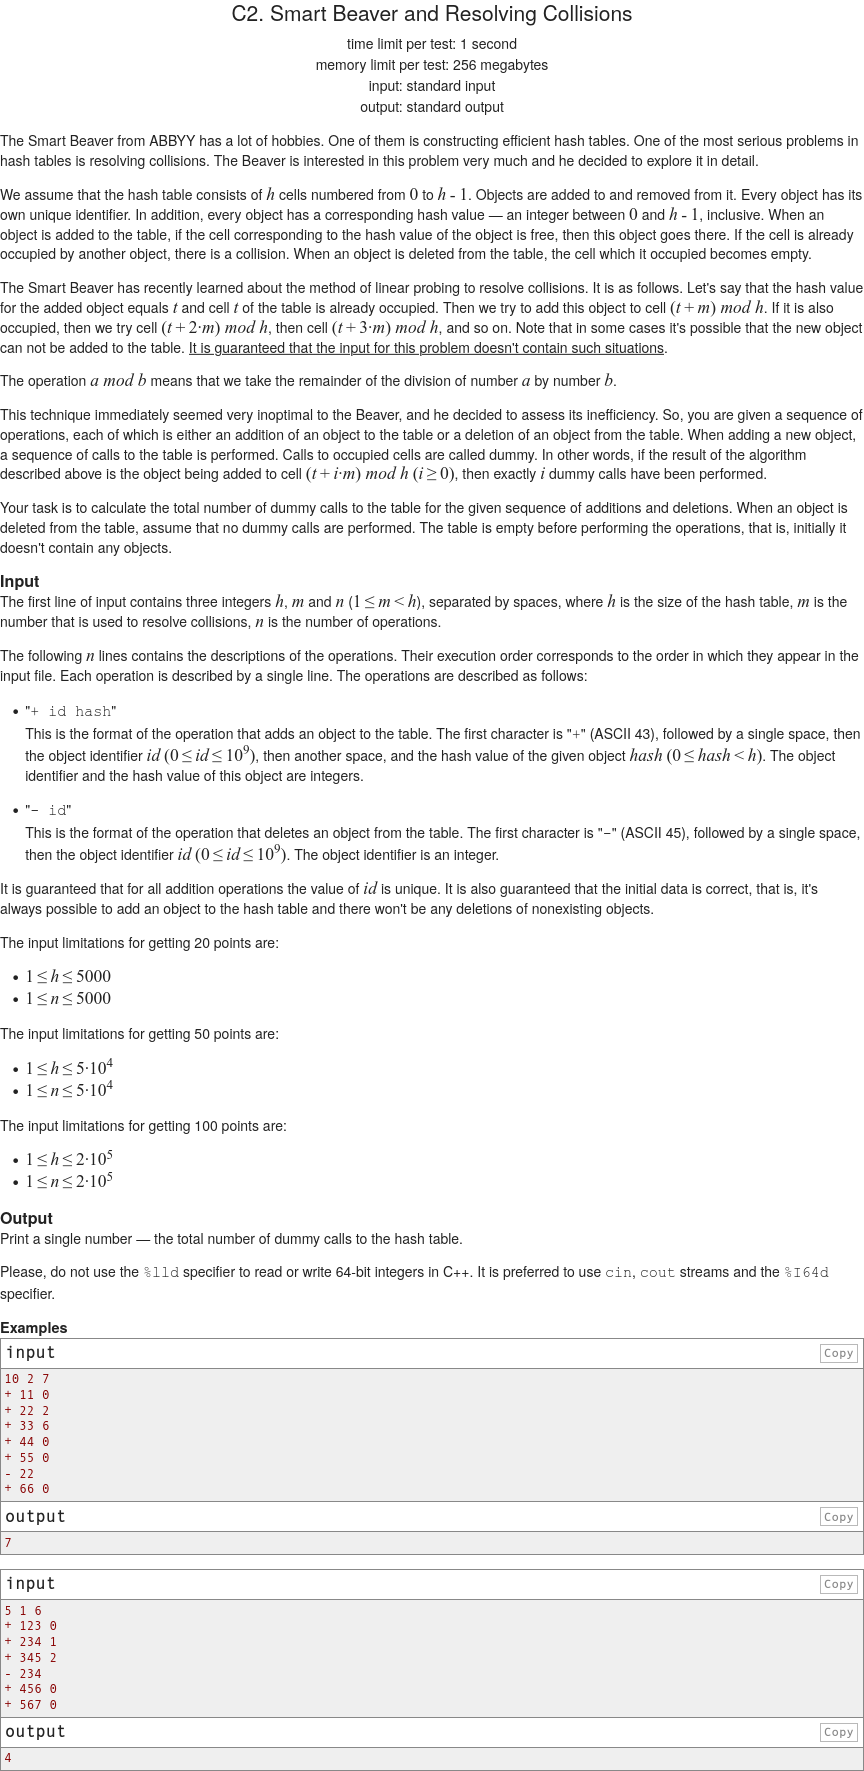 C2. Smart Beaver and Resolving Collisions
time limit per test: 1 second
memory limit per test: 256 megabytes
input: standard input
output: standard output
The Smart Beaver from ABBYY has a lot of hobbies. One of them is constructing efficient hash tables. One of the most serious problems in
hash tables is resolving collisions. The Beaver is interested in this problem very much and he decided to explore it in detail.
We assume that the hash table consists of h cells numbered from 0 to h - 1. Objects are added to and removed from it. Every object has its
own unique identifier. In addition, every object has a corresponding hash value — an integer between 0 and h - 1, inclusive. When an
object is added to the table, if the cell corresponding to the hash value of the object is free, then this object goes there. If the cell is already
occupied by another object, there is a collision. When an object is deleted from the table, the cell which it occupied becomes empty.
The Smart Beaver has recently learned about the method of linear probing to resolve collisions. It is as follows. Let's say that the hash value
for the added object equals t and cell t of the table is already occupied. Then we try to add this object to cell (t + m) mod h. If it is also
occupied, then we try cell (t + 2·m) mod h, then cell (t + 3·m) mod h, and so on. Note that in some cases it's possible that the new object
can not be added to the table. It is guaranteed that the input for this problem doesn't contain such situations.
The operation a mod b means that we take the remainder of the division of number a by number b.
This technique immediately seemed very inoptimal to the Beaver, and he decided to assess its inefficiency. So, you are given a sequence of
operations, each of which is either an addition of an object to the table or a deletion of an object from the table. When adding a new object,
a sequence of calls to the table is performed. Calls to occupied cells are called dummy. In other words, if the result of the algorithm
described above is the object being added to cell (t + i·m) mod h (i ≥ 0), then exactly i dummy calls have been performed.
Your task is to calculate the total number of dummy calls to the table for the given sequence of additions and deletions. When an object is
deleted from the table, assume that no dummy calls are performed. The table is empty before performing the operations, that is, initially it
doesn't contain any objects.
Input
The first line of input contains three integers h, m and n (1 ≤ m < h), separated by spaces, where h is the size of the hash table, m is the
number that is used to resolve collisions, n is the number of operations.
The following n lines contains the descriptions of the operations. Their execution order corresponds to the order in which they appear in the
input file. Each operation is described by a single line. The operations are described as follows:
• "+ id hash"
This is the format of the operation that adds an object to the table. The first character is "+" (ASCII 43), followed by a single space, then
the object identifier id (0 ≤ id ≤ 10⁹), then another space, and the hash value of the given object hash (0 ≤ hash < h). The object
identifier and the hash value of this object are integers.
• "- id"
This is the format of the operation that deletes an object from the table. The first character is "−" (ASCII 45), followed by a single space,
then the object identifier id (0 ≤ id ≤ 10⁹). The object identifier is an integer.
It is guaranteed that for all addition operations the value of id is unique. It is also guaranteed that the initial data is correct, that is, it's
always possible to add an object to the hash table and there won't be any deletions of nonexisting objects.
The input limitations for getting 20 points are:
• 1 ≤ h ≤ 5000
• 1 ≤ n ≤ 5000
The input limitations for getting 50 points are:
• 1 ≤ h ≤ 5·10⁴
• 1 ≤ n ≤ 5·10⁴
The input limitations for getting 100 points are:
• 1 ≤ h ≤ 2·10⁵
• 1 ≤ n ≤ 2·10⁵
Output
Print a single number — the total number of dummy calls to the hash table.
Please, do not use the %lld specifier to read or write 64-bit integers in C++. It is preferred to use cin, cout streams and the %I64d
specifier.
Examples
input Copy
10 2 7
+ 11 0
+ 22 2
+ 33 6
+ 44 0
+ 55 0
- 22
+ 66 0
output Copy
7
input Copy
5 1 6
+ 123 0
+ 234 1
+ 345 2
- 234
+ 456 0
+ 567 0
output Copy
4